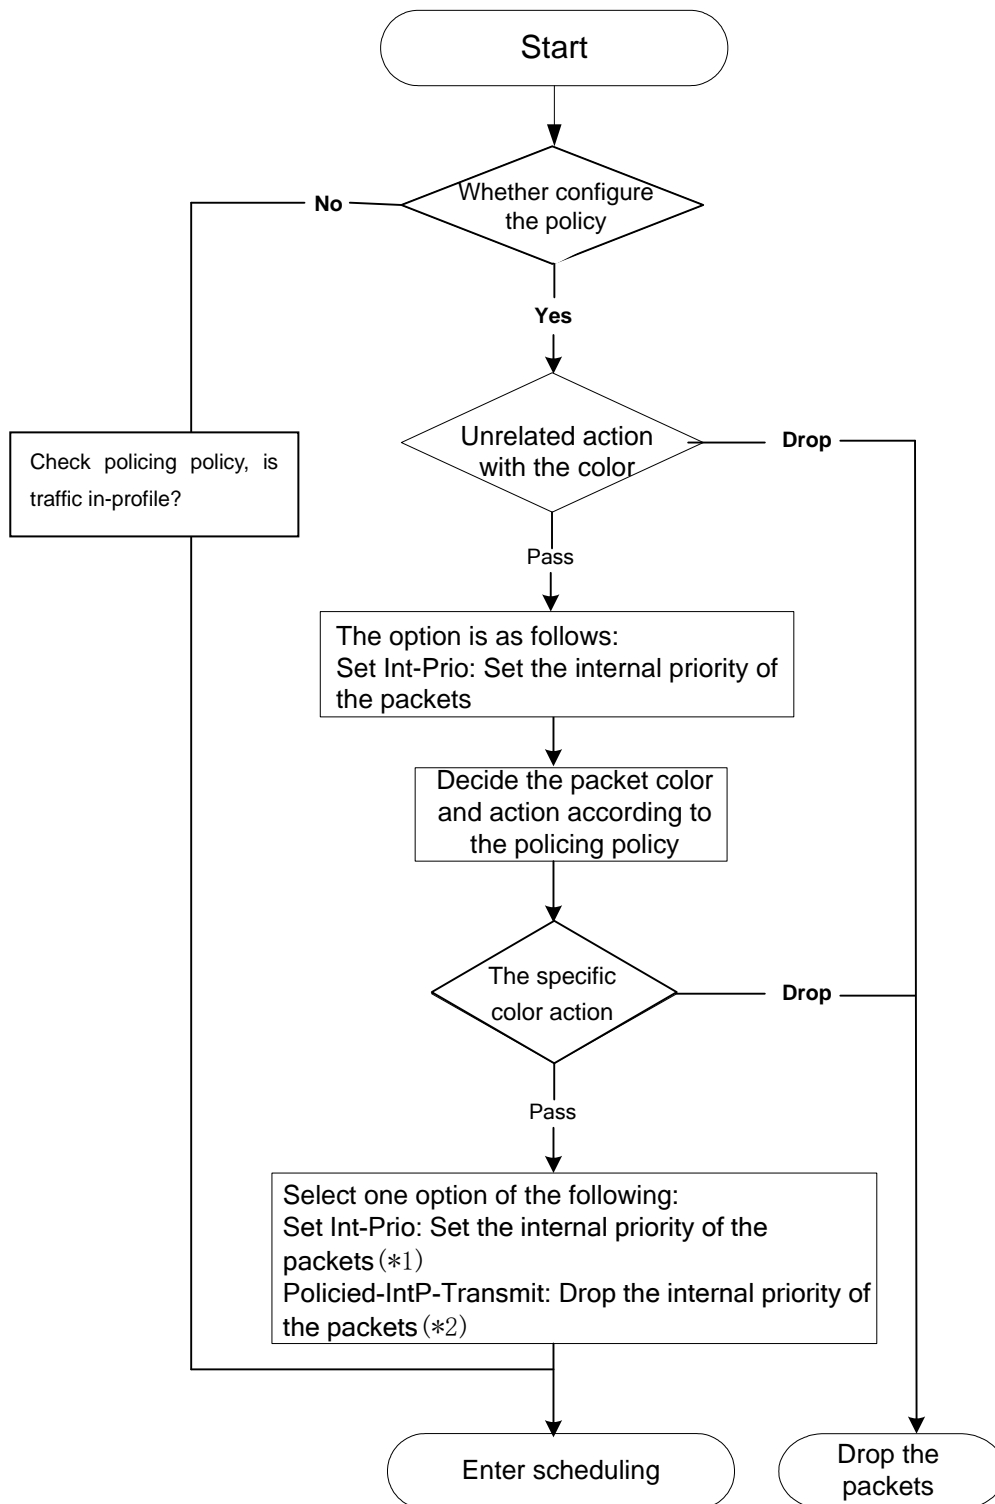 Start
Whether configure
the policy
No
Yes
Unrelated action
with the color
Drop
Check policing policy, is
traffic in-profile?
Pass
The option is as follows:
Set Int-Prio: Set the internal priority of
the packets
Decide the packet color
and action according to
the policing policy
The specific
color action
Drop
Pass
Select one option of the following:
Set Int-Prio: Set the internal priority of the
packets(*1)
Policied-IntP-Transmit: Drop the internal priority of
the packets(*2)
Enter scheduling
Drop the
packets